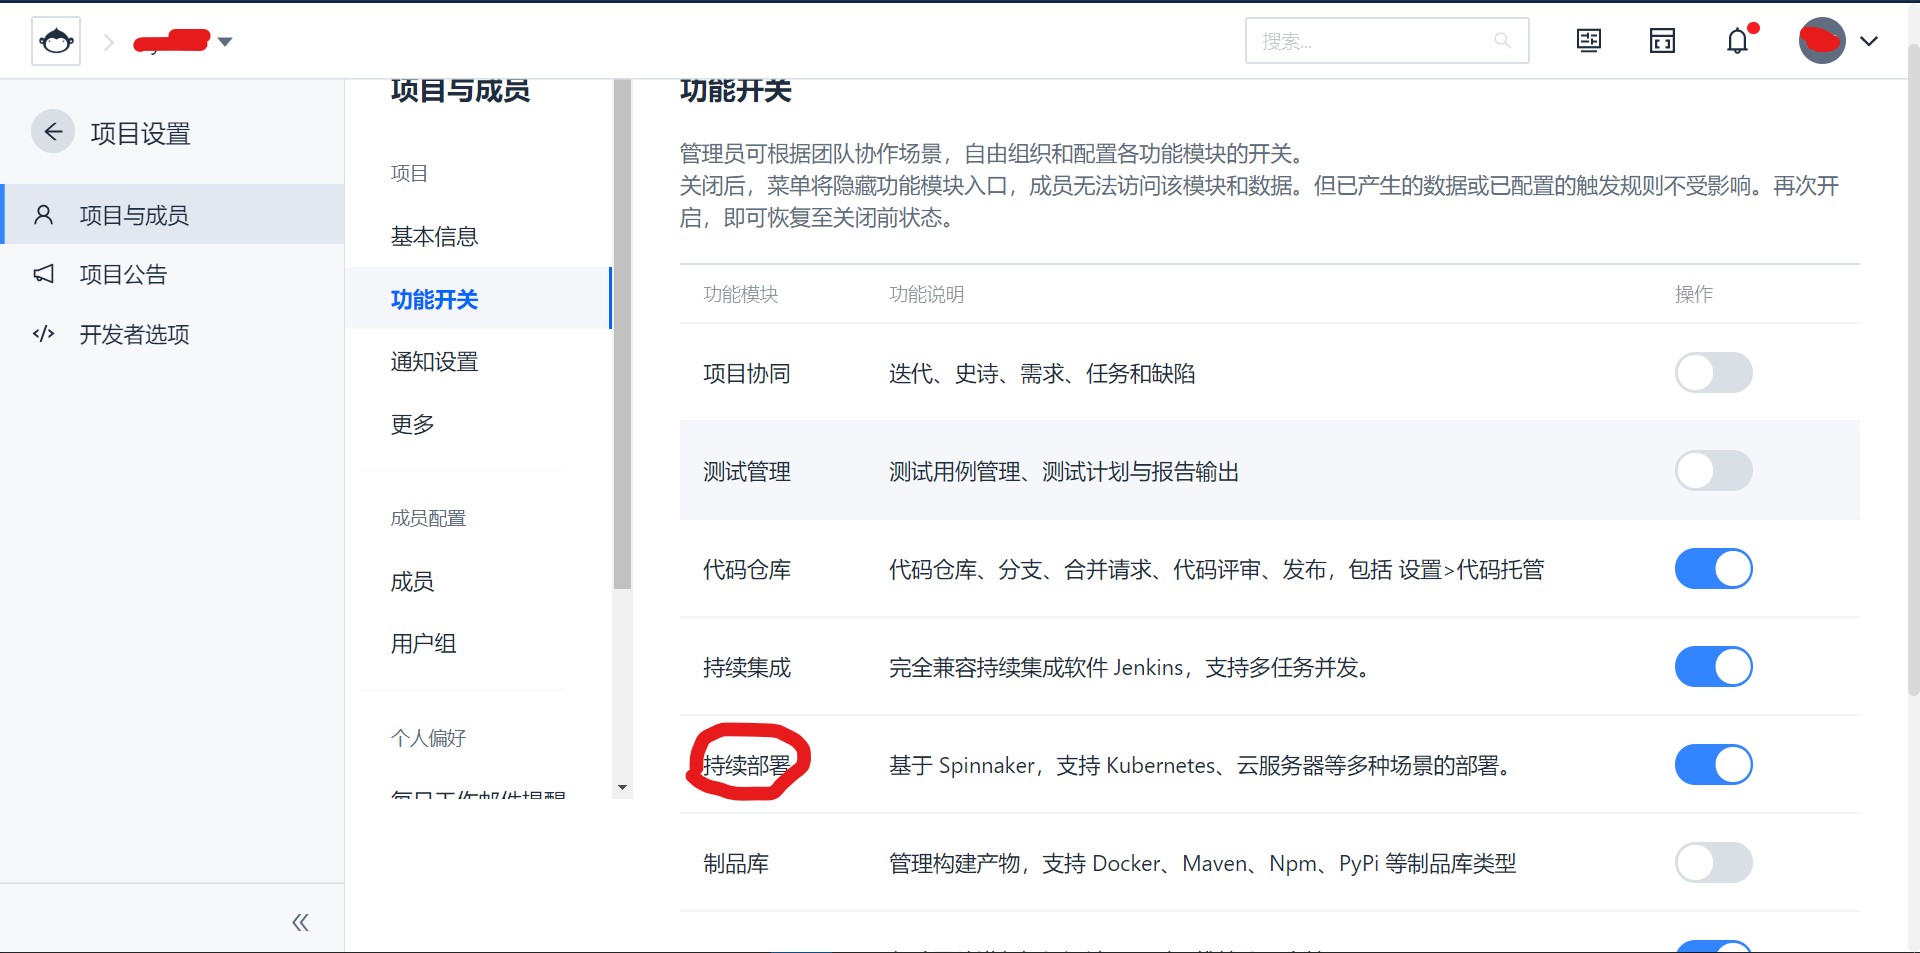 搜索...
项目设置
项目与成员
项目公告
开发者选项
项目与成员
项目
基本信息
功能开关
通知设置
更多
成员配置
成员
用户组
个人偏好
每日工作邮件提醒
功能开关
管理员可根据团队协作场景，自由组织和配置各功能模块的开关。
关闭后，菜单将隐藏功能模块入口，成员无法访问该模块和数据。但已产生的数据或已配置的触发规则不受影响。再次开
启，即可恢复至关闭前状态。
功能模块 功能说明 操作
项目协同 迭代、史诗、需求、任务和缺陷
测试管理 测试用例管理、测试计划与报告输出
代码仓库 代码仓库、分支、合并请求、代码评审、发布，包括 设置>代码托管
持续集成 完全兼容持续集成软件 Jenkins，支持多任务并发。
持续部署 基于 Spinnaker，支持 Kubernetes、云服务器等多种场景的部署。
制品库 管理构建产物，支持 Docker、Maven、Npm、PyPi 等制品库类型